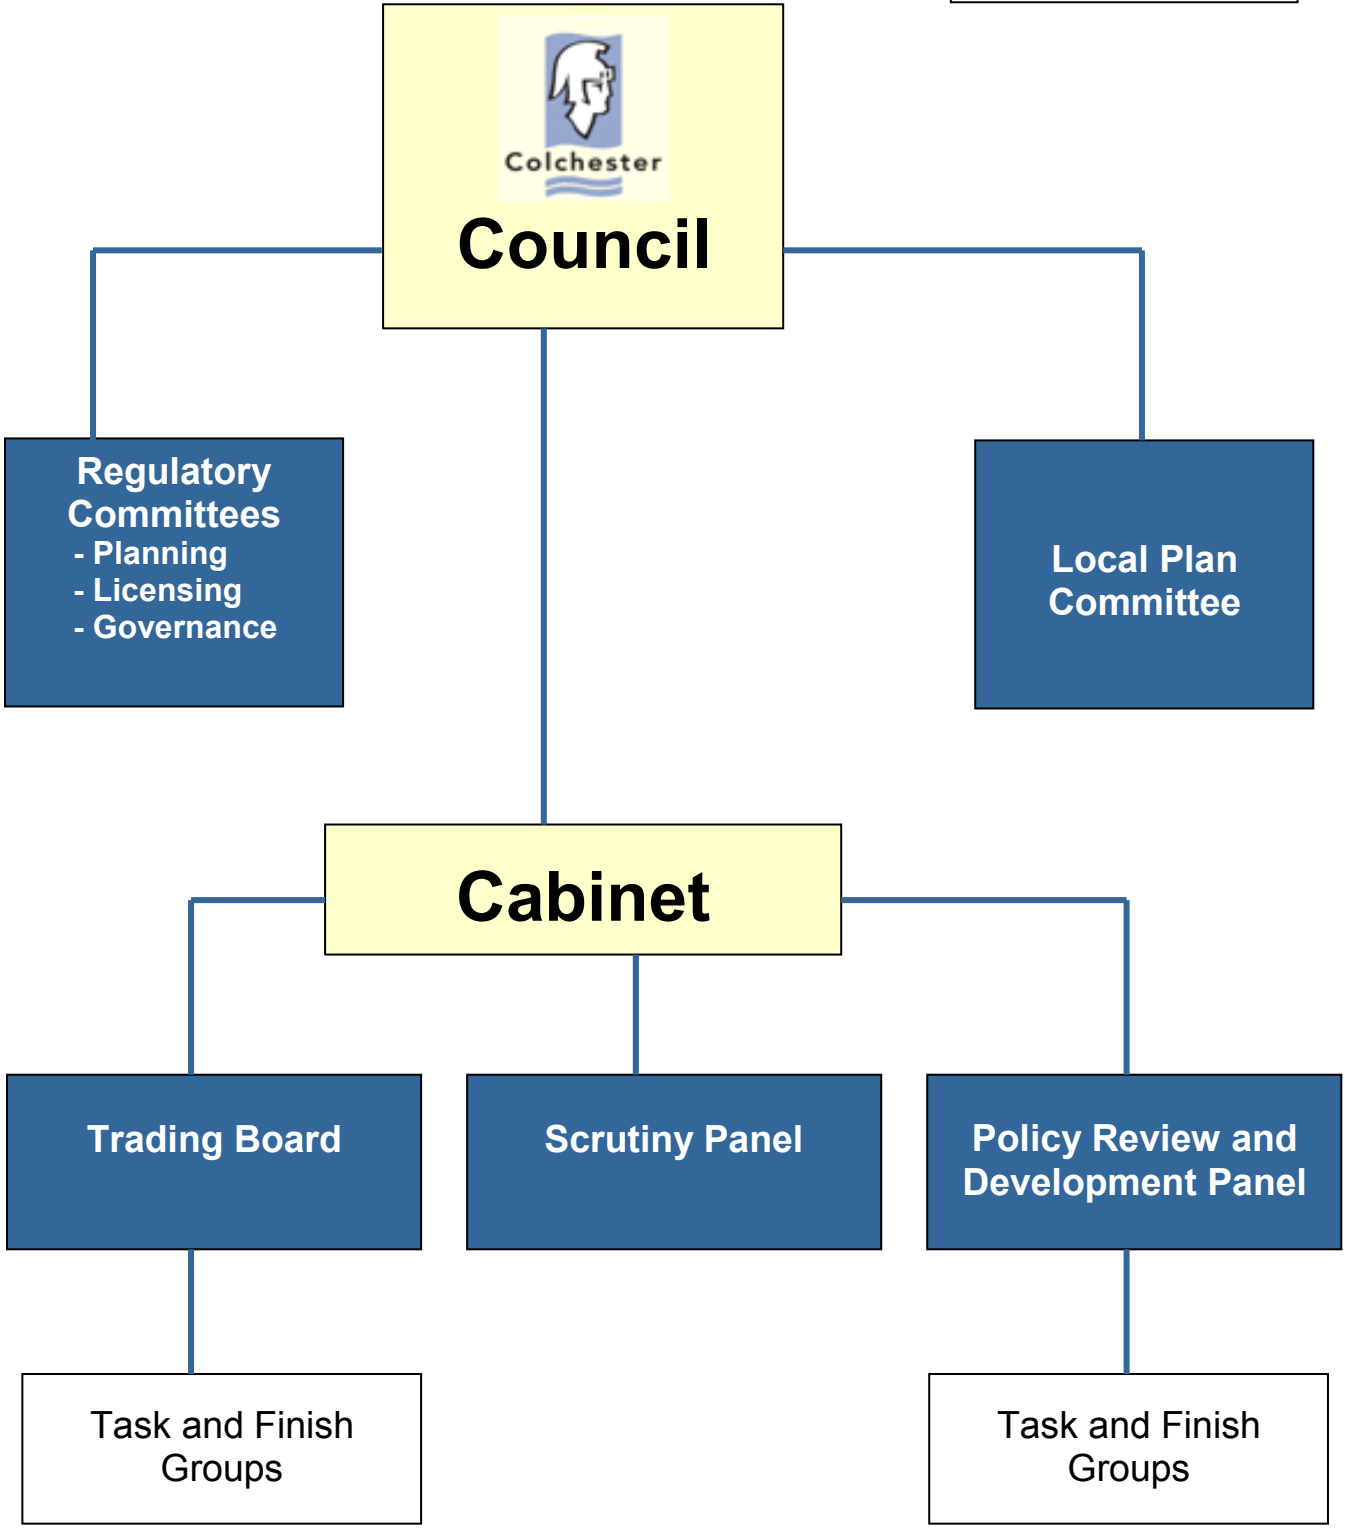 Colchester
Council
Regulatory
Committees
- Planning
- Licensing
- Governance
Local Plan
Committee
Cabinet
Trading Board
Scrutiny Panel
Policy Review and
Development Panel
Task and Finish
Groups
Task and Finish
Groups